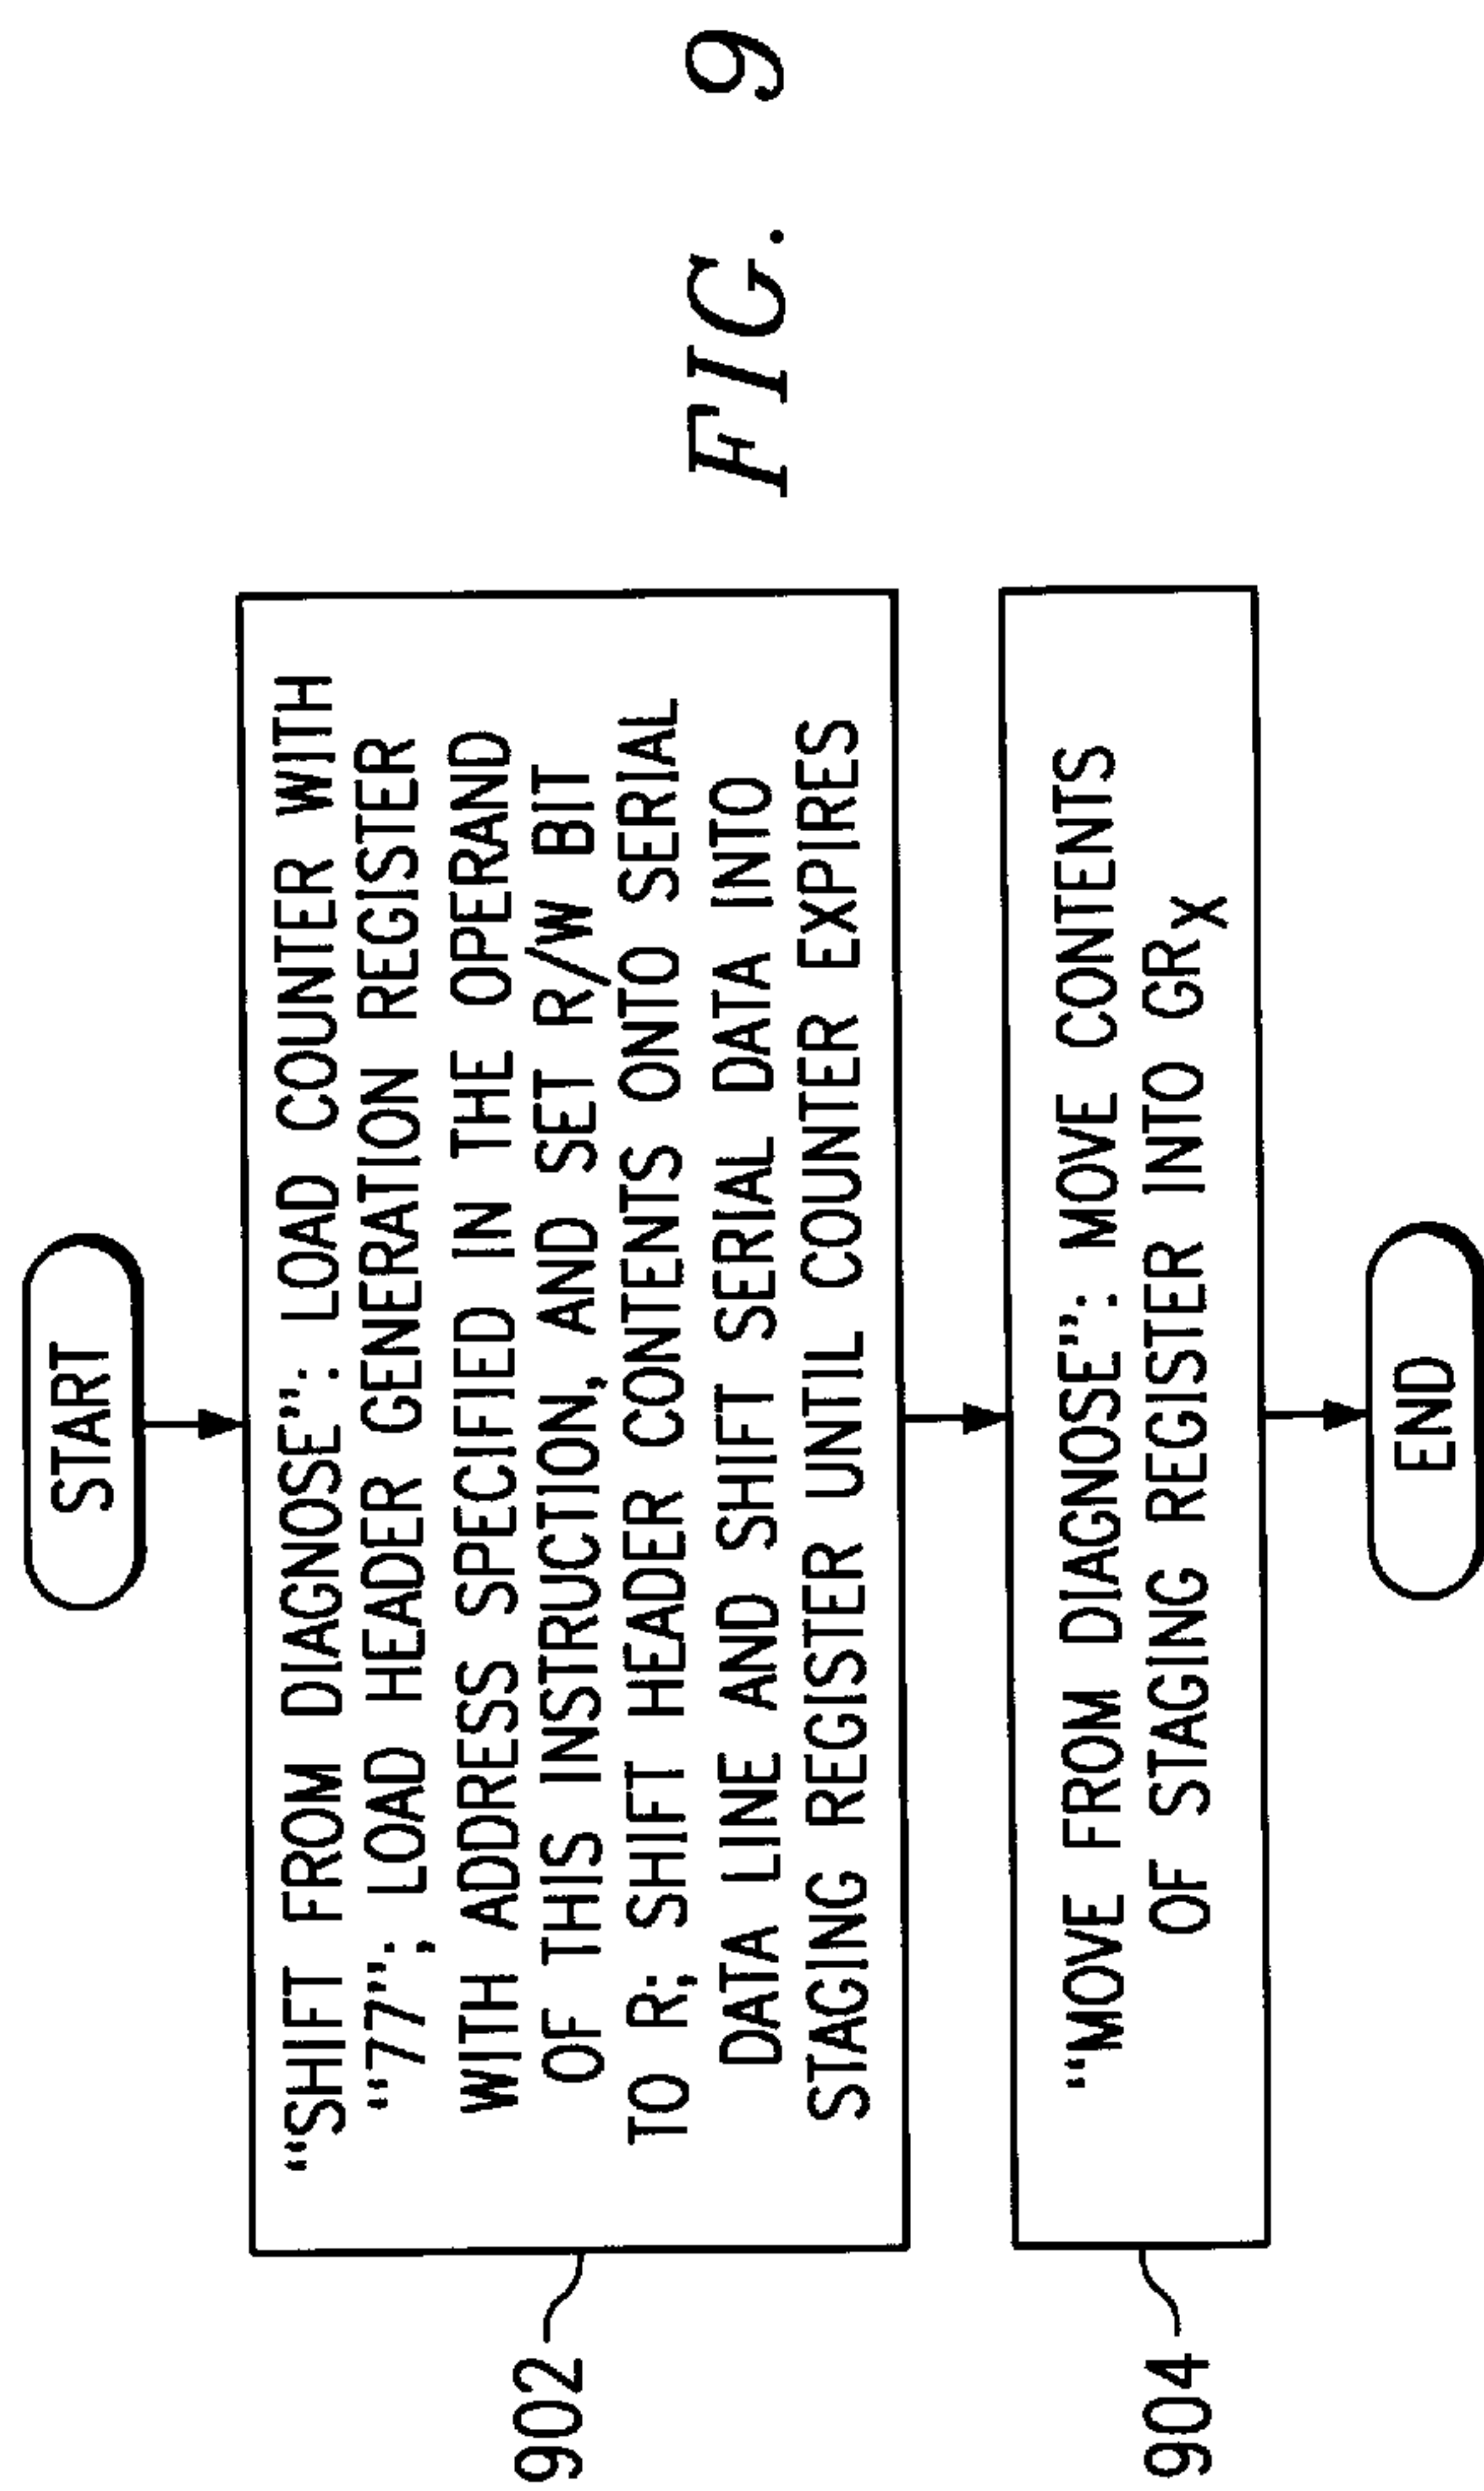 START
902
"SHIFT FROM DIAGNOSE": LOAD COUNTER WITH
"77"; LOAD HEADER GENERATION REGISTER
WITH ADDRESS SPECIFIED IN THE OPERAND
OF THIS INSTRUCTION, AND SET R/W BIT
TO R; SHIFT HEADER CONTENTS ONTO SERIAL
DATA LINE AND SHIFT SERIAL DATA INTO
STAGING REGISTER UNTIL COUNTER EXPIRES
904
"MOVE FROM DIAGNOSE": MOVE CONTENTS
OF STAGING REGISTER INTO GRX
END
FIG. 9